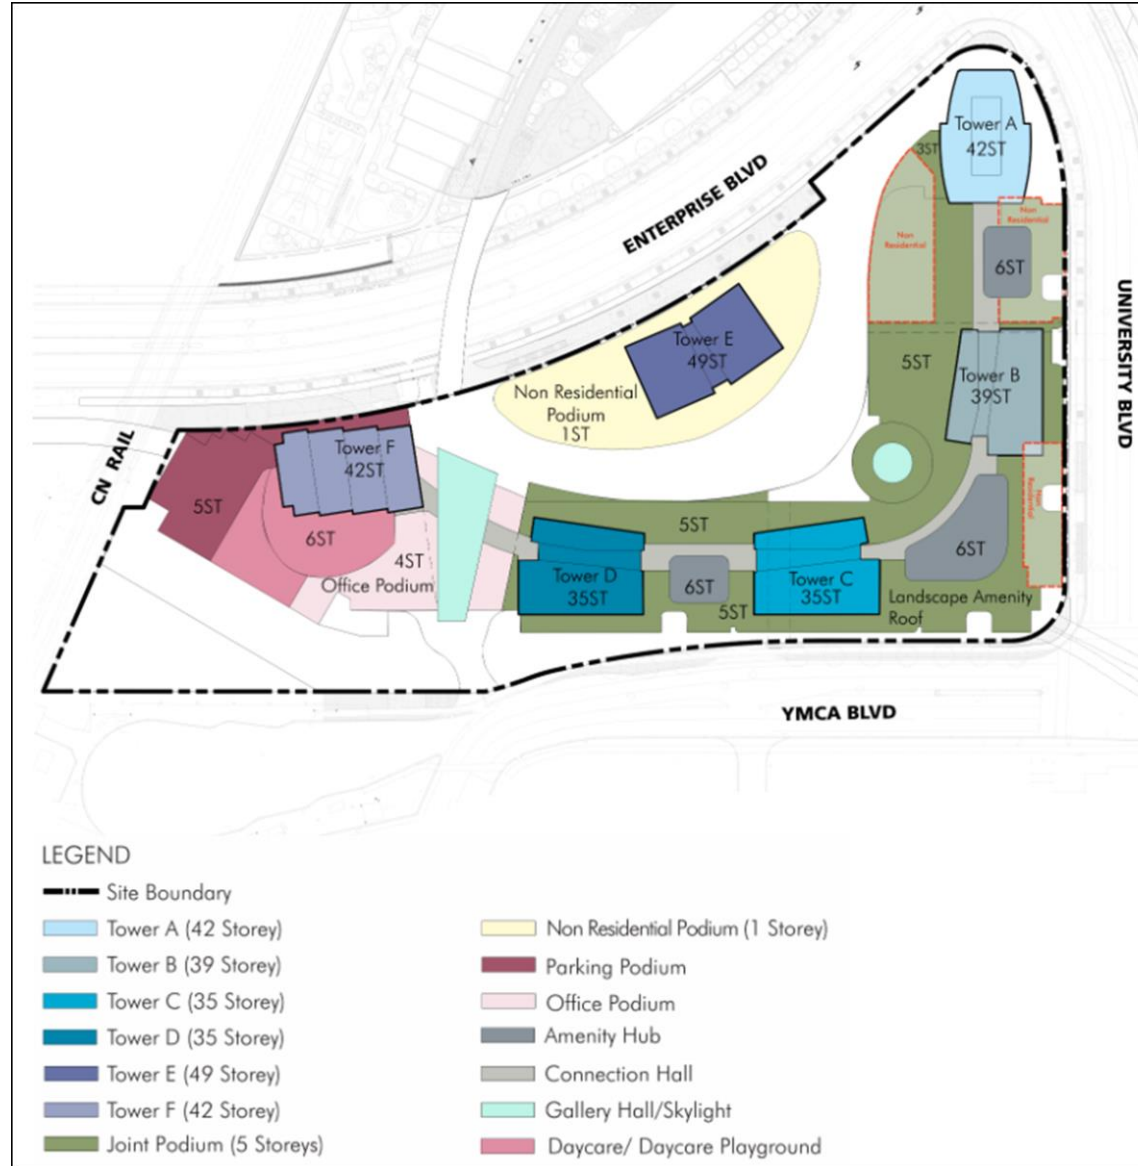 ENTERPRISE BLVD
Tower A
42ST
3ST
Non
Residential
Non
Residential
6ST
UNIVERSITY BLVD
Tower E
49ST
Non Residential
Podium
1ST
5ST
Tower B
39ST
CN RAIL
Tower F
42ST
5ST
6ST
4ST
Office Podium
5ST
Non
Residential
6ST
Tower D
35ST
6ST
5ST
Tower C
35ST
Landscape Amenity
Roof
YMCA BLVD
LEGEND
Site Boundary
Tower A (42 Storey)
Tower B (39 Storey)
Tower C (35 Storey)
Tower D (35 Storey)
Tower E (49 Storey)
Tower F (42 Storey)
Joint Podium (5 Storeys)
Non Residential Podium (1 Storey)
Parking Podium
Office Podium
Amenity Hub
Connection Hall
Gallery Hall/Skylight
Daycare/ Daycare Playground